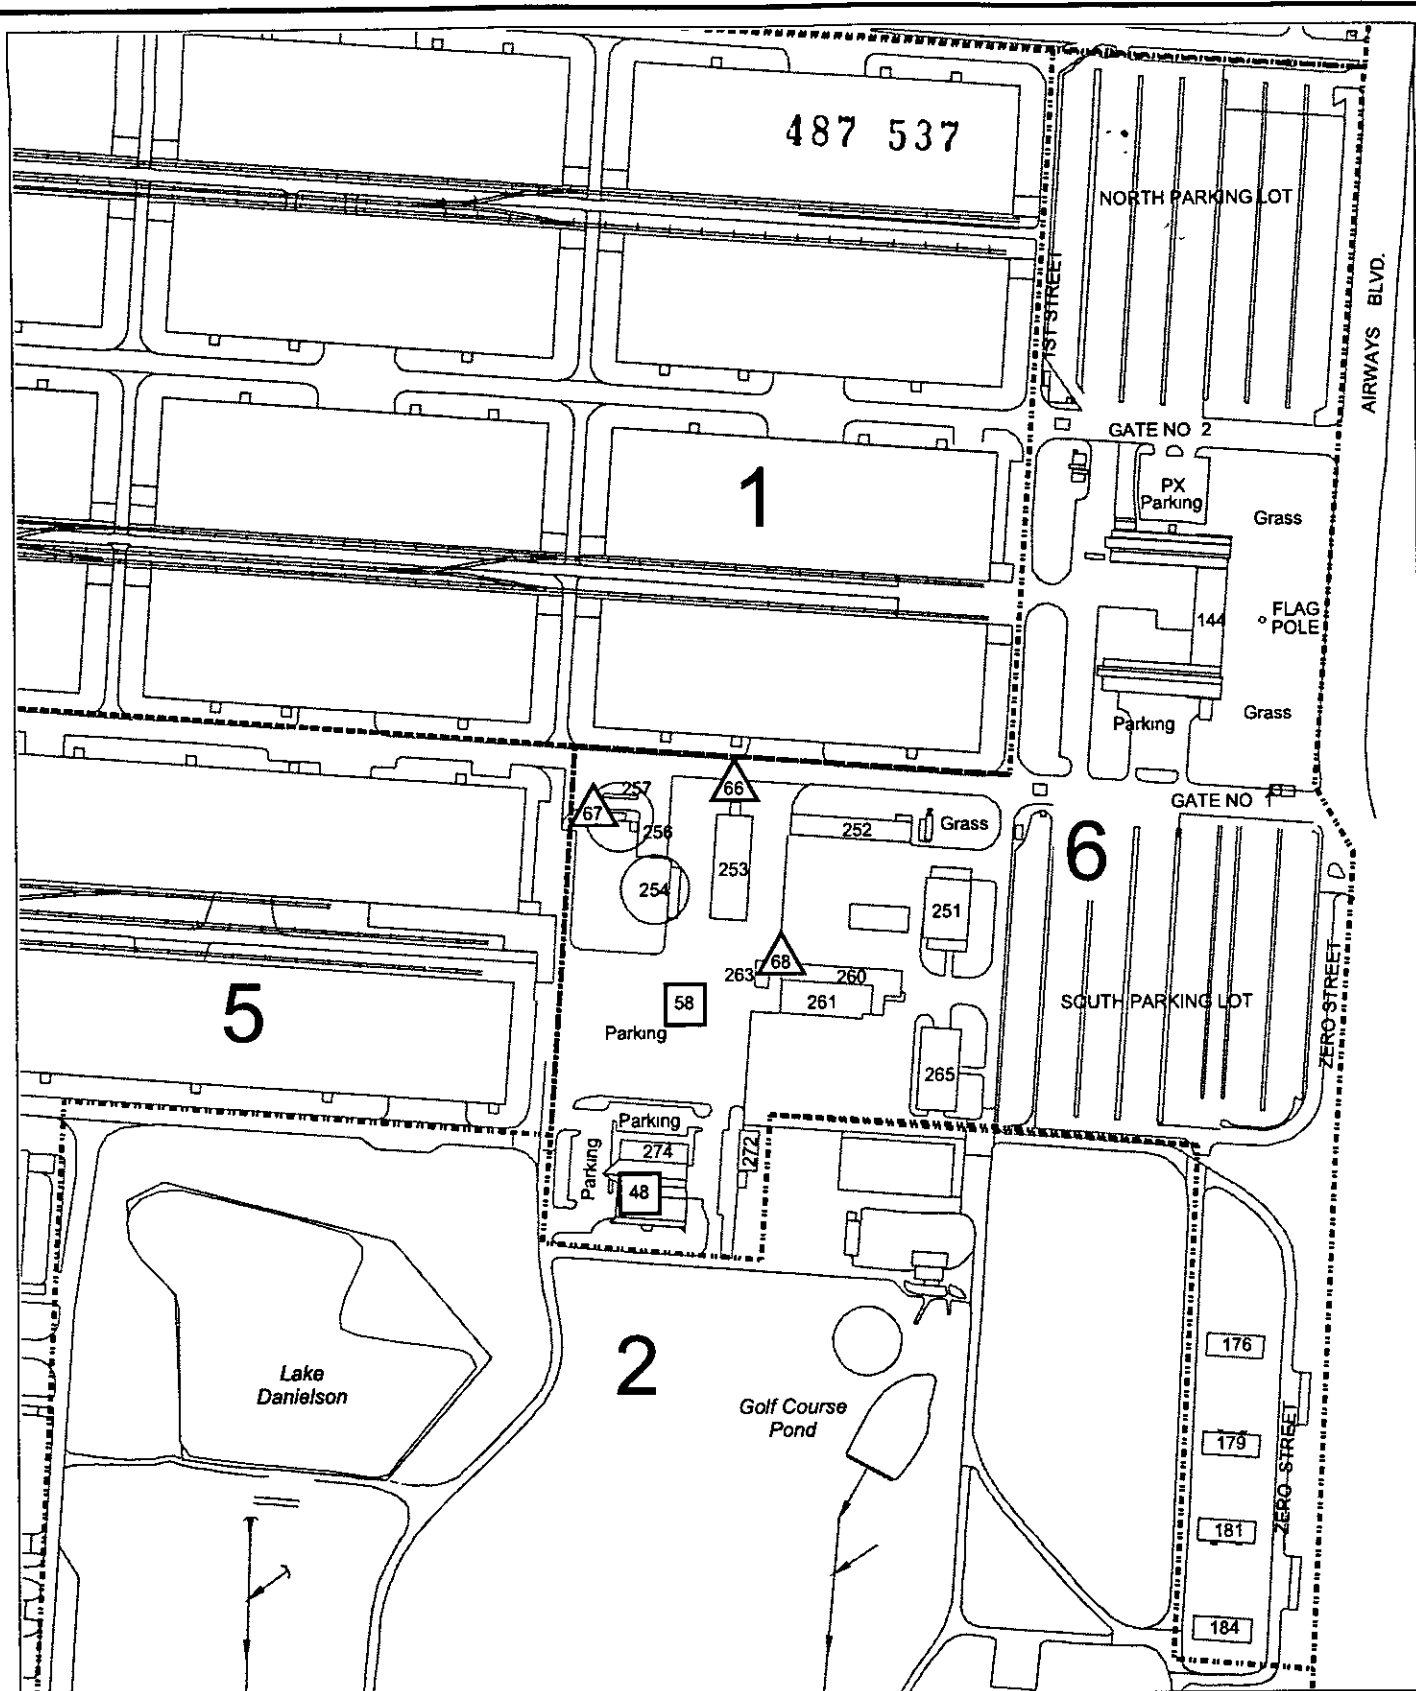 487 537
NORTH PARKING LOT
1ST STREET
AIRWAYS BLVD.
GATE NO 2
1
PX
Parking
Grass
144
FLAG
POLE
Grass
Parking
257
66
67
GATE NO 1
256
252
Grass
6
254
253
251
68
263
260
5
58
261
SOUTH PARKING LOT
ZERO STREET
Parking
265
Parking
274
272
Parking
48
2
176
Lake
Danielson
Golf Course
Pond
179
ZERO STREET
181
184